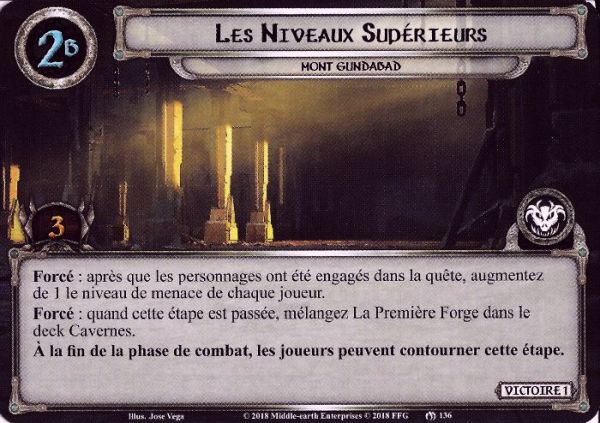 2B
LES NIVEAUX SUPÉRIEURS
MONT GUNDABAD
3
Forcé : après que les personnages ont été engagés dans la quête, augmentez
de 1 le niveau de menace de chaque joueur.
Forcé : quand cette étape est passée, mélangez La Première Forge dans le
deck Cavernes.
À la fin de la phase de combat, les joueurs peuvent contourner cette étape.
VICTOIRE 1
Illus. Jose Vega
© 2018 Middle-earth Enterprises © 2018 FFG
136